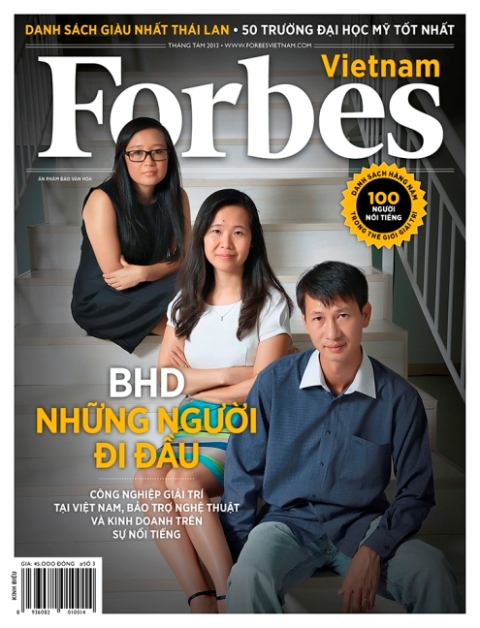 DANH SÁCH GIÀU NHẤT THÁI LAN • 50 TRƯỜNG ĐẠI HỌC MỸ TỐT NHẤT
THÁNG TÁM 2013 • WWW.FORBESVIETNAM.COM
Vietnam
Forbes
ẤN PHẨM BÁO VĂN HÓA
DANH SÁCH HÀNG NĂM
100
NGƯỜI
NỔI TIẾNG
TRONG THẾ GIỚI GIẢI TRÍ
BHD
NHỮNG NGƯỜI
ĐI ĐẦU
CÔNG NGHIỆP GIẢI TRÍ
TẠI VIỆT NAM, BẢO TRỢ NGHỆ THUẬT
VÀ KINH DOANH TRÊN
SỰ NỔI TIẾNG
GIÁ: 45.000 ĐỒNG #SỐ 3
KÍNH BIẾU
8 936082 010014